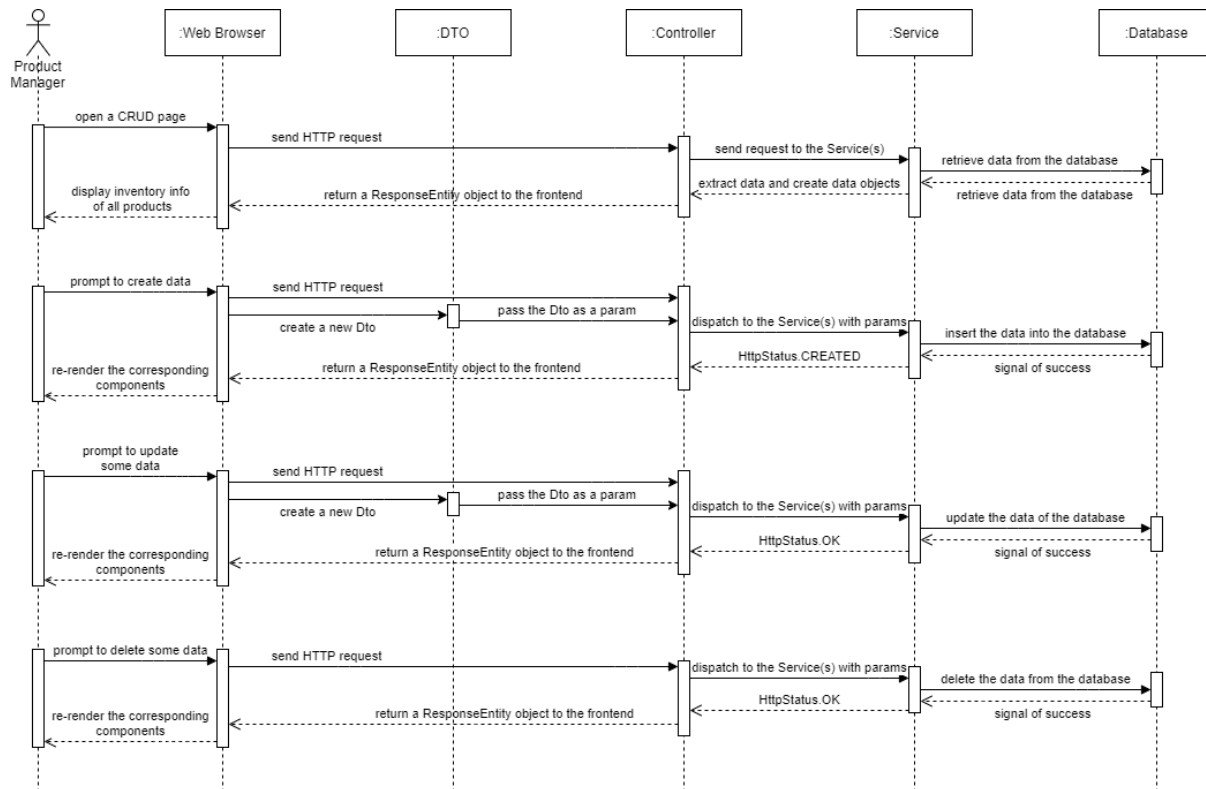 :Web Browser
:DTO
:Controller
:Service
:Database
Product
Manager
open a CRUD page
send HTTP request
send request to the Service(s)
retrieve data from the database
display inventory info
of all products
return a ResponseEntity object to the frontend
extract data and create data objects
retrieve data from the database
prompt to create data
send HTTP request
create a new Dto
pass the Dto as a param
dispatch to the Service(s) with params
insert the data into the database
re-render the corresponding
components
return a ResponseEntity object to the frontend
HttpStatus.CREATED
signal of success
prompt to update
some data
send HTTP request
create a new Dto
pass the Dto as a param
dispatch to the Service(s) with params
update the data of the database
re-render the corresponding
components
return a ResponseEntity object to the frontend
HttpStatus.OK
signal of success
prompt to delete some data
send HTTP request
dispatch to the Service(s) with params
delete the data from the database
re-render the corresponding
components
return a ResponseEntity object to the frontend
HttpStatus.OK
signal of success